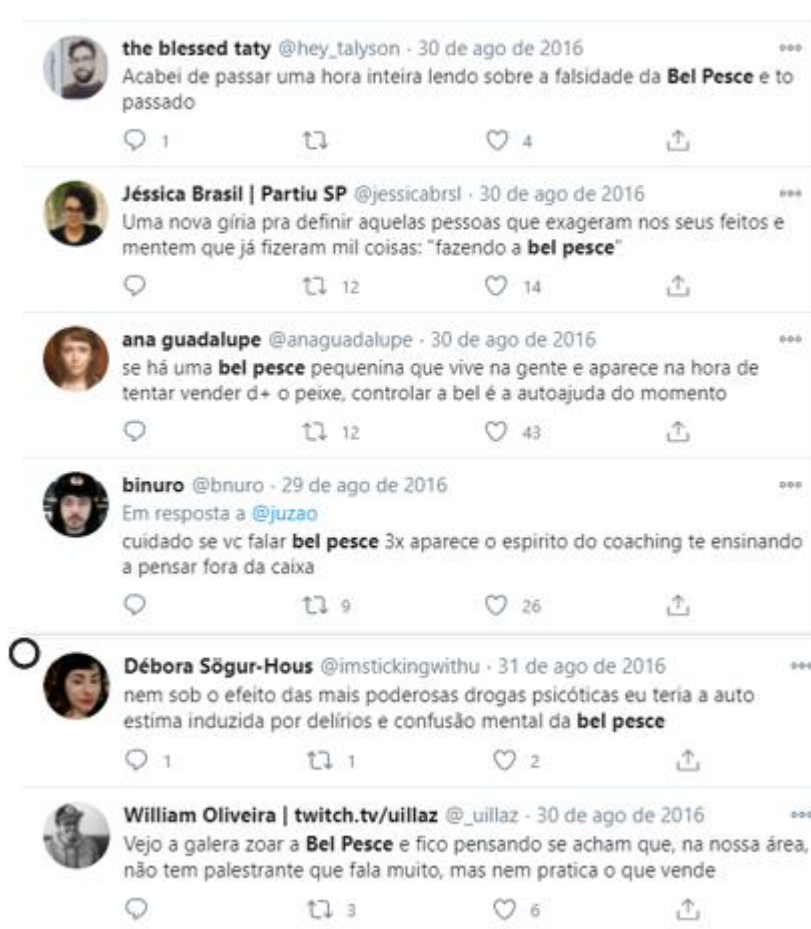 the blessed taty @hey_talyson · 30 de ago de 2016
Acabei de passar uma hora inteira lendo sobre a falsidade da Bel Pesce e to
passado
1 4
Jéssica Brasil | Partiu SP @jessicabrsl · 30 de ago de 2016
Uma nova gíria pra definir aquelas pessoas que exageram nos seus feitos e
mentem que já fizeram mil coisas: "fazendo a bel pesce"
12 14
ana guadalupe @anaguadalupe · 30 de ago de 2016
se há uma bel pesce pequenina que vive na gente e aparece na hora de
tentar vender d+ o peixe, controlar a bel é a autoajuda do momento
12 43
binuro @bnuro · 29 de ago de 2016
Em resposta a @juzao
cuidado se vc falar bel pesce 3x aparece o espirito do coaching te ensinando
a pensar fora da caixa
9 26
Débora Sögur-Hous @imstickingwithu · 31 de ago de 2016
nem sob o efeito das mais poderosas drogas psicóticas eu teria a auto
estima induzida por delírios e confusão mental da bel pesce
1 1 2
William Oliveira | twitch.tv/uillaz @_uillaz · 30 de ago de 2016
Vejo a galera zoar a Bel Pesce e fico pensando se acham que, na nossa área,
não tem palestrante que fala muito, mas nem pratica o que vende
3 6